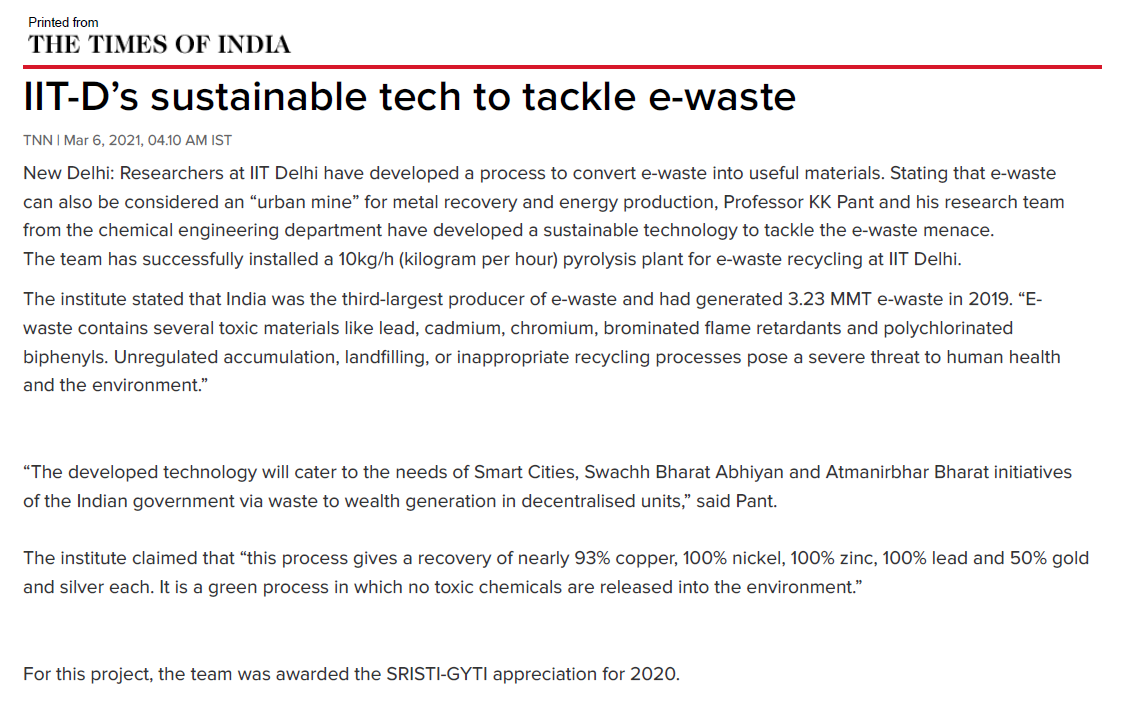 Printed from
THE TIMES OF INDIA
IIT-D’s sustainable tech to tackle e-waste
TNN | Mar 6, 2021, 04.10 AM IST
New Delhi: Researchers at IIT Delhi have developed a process to convert e-waste into useful materials. Stating that e-waste
can also be considered an “urban mine” for metal recovery and energy production, Professor KK Pant and his research team
from the chemical engineering department have developed a sustainable technology to tackle the e-waste menace.
The team has successfully installed a 10kg/h (kilogram per hour) pyrolysis plant for e-waste recycling at IIT Delhi.
The institute stated that India was the third-largest producer of e-waste and had generated 3.23 MMT e-waste in 2019. “E-
waste contains several toxic materials like lead, cadmium, chromium, brominated flame retardants and polychlorinated
biphenyls. Unregulated accumulation, landfilling, or inappropriate recycling processes pose a severe threat to human health
and the environment.”
“The developed technology will cater to the needs of Smart Cities, Swachh Bharat Abhiyan and Atmanirbhar Bharat initiatives
of the Indian government via waste to wealth generation in decentralised units,” said Pant.
The institute claimed that “this process gives a recovery of nearly 93% copper, 100% nickel, 100% zinc, 100% lead and 50% gold
and silver each. It is a green process in which no toxic chemicals are released into the environment.”
For this project, the team was awarded the SRISTI-GYTI appreciation for 2020.